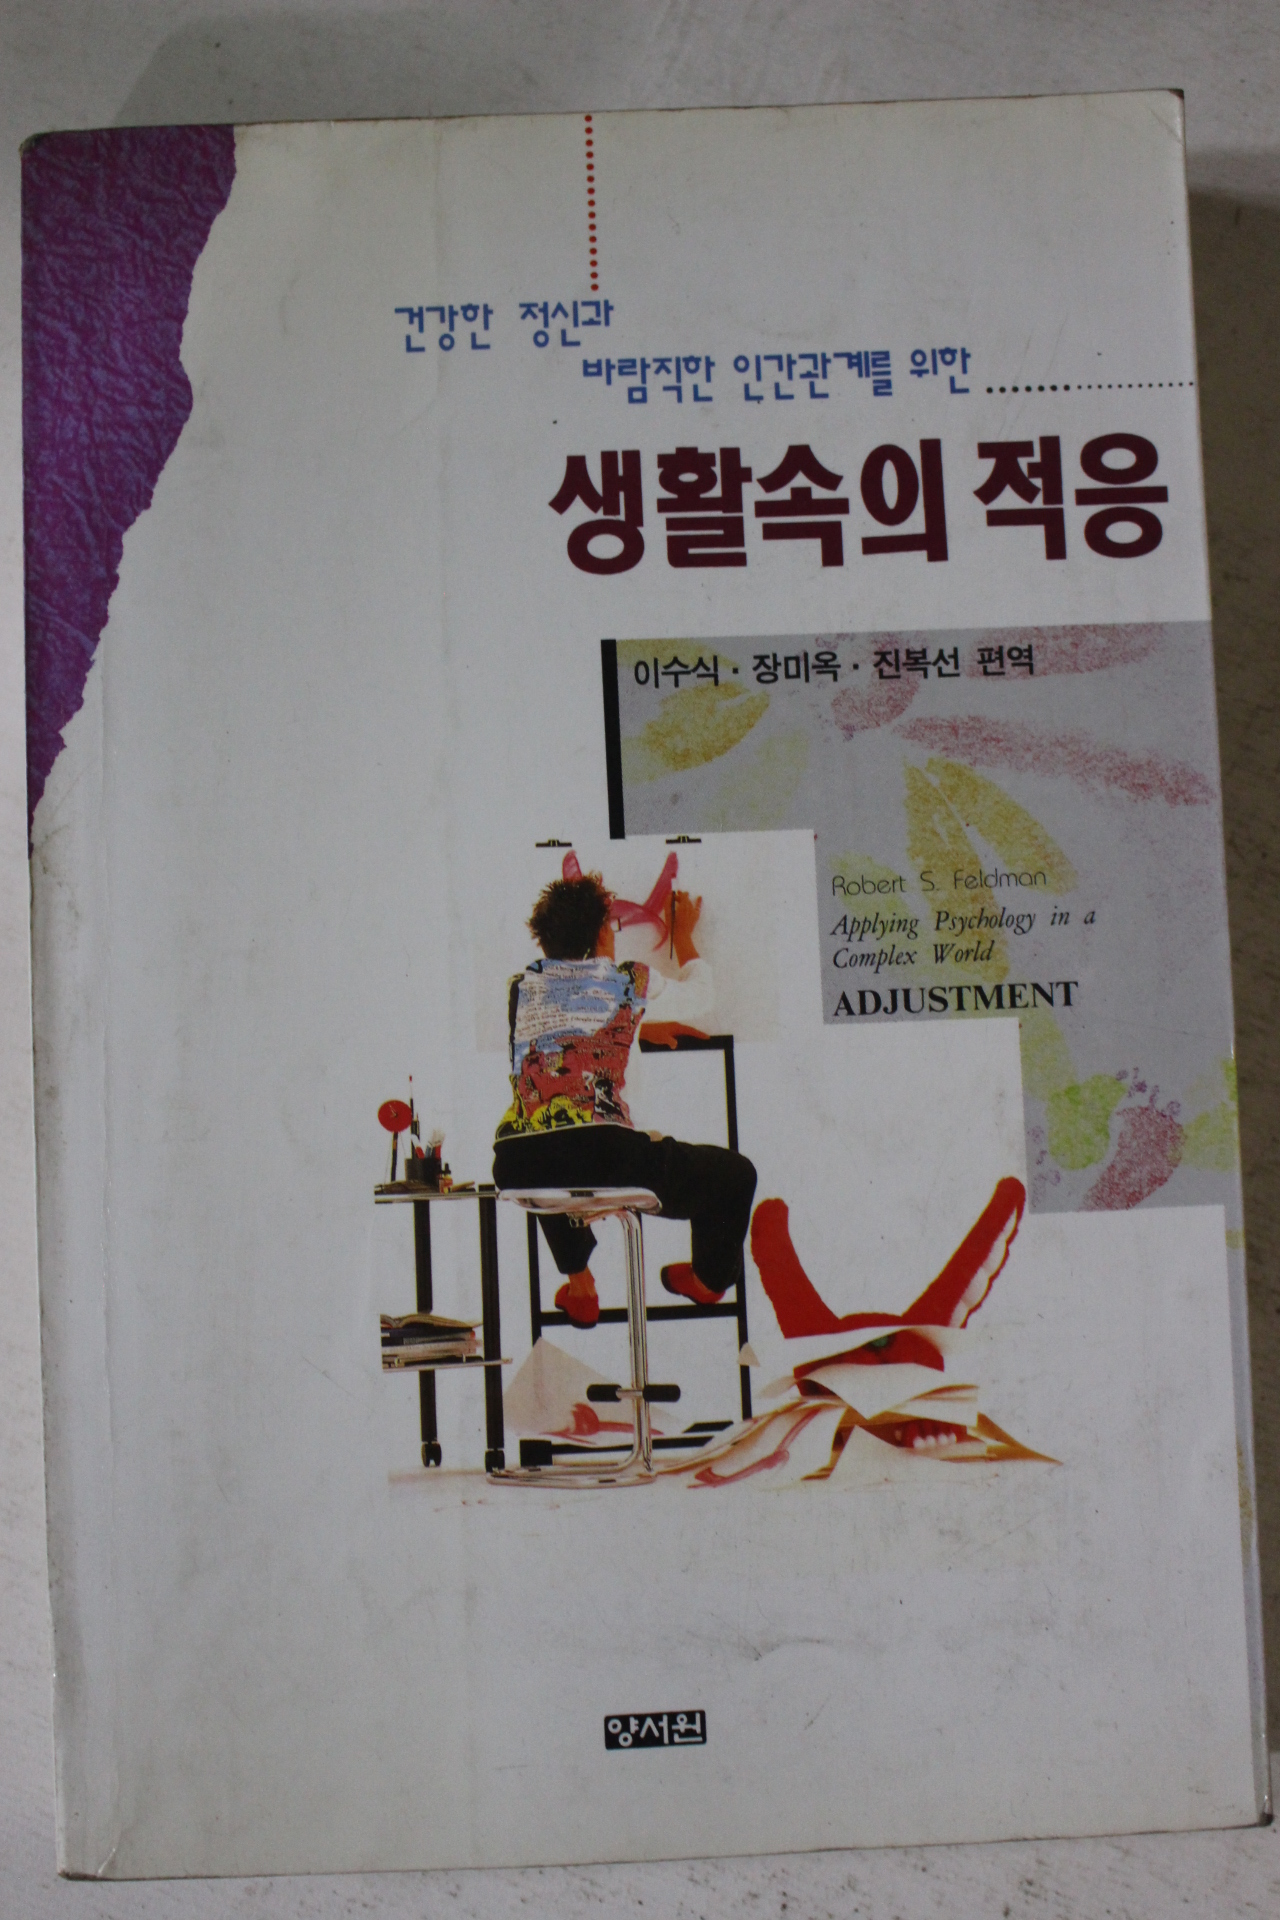 건강한 정신과
바람직한 인간관계를 위한
생활속의 적응
이수식 · 장미옥 · 진복선 편역
Robert S. Feldman
Applying Psychology in a
Complex World
ADJUSTMENT
양서원